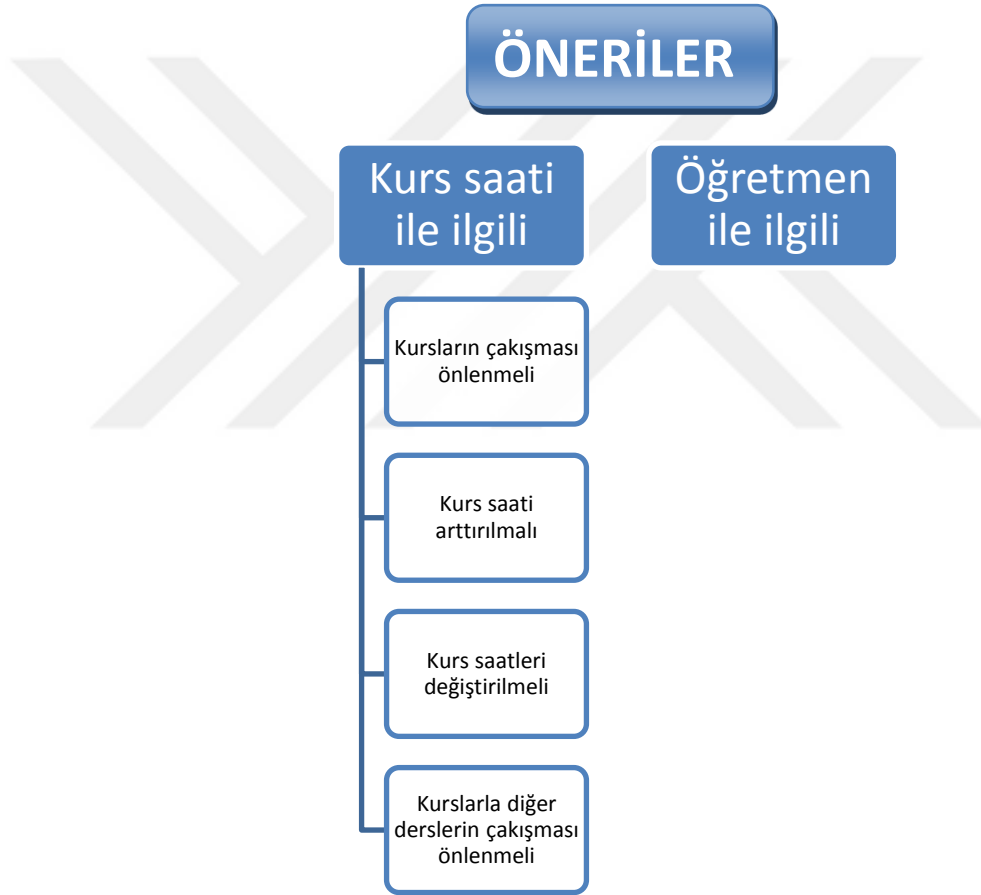 ÖNERİLER
Kurs saati
ile ilgili
Öğretmen
ile ilgili
Kursların çakışması
önlenmeli
Kurs saati
arttırılmalı
Kurs saatleri
değiştirilmeli
Kurslarla diğer
derslerin çakışması
önlenmeli